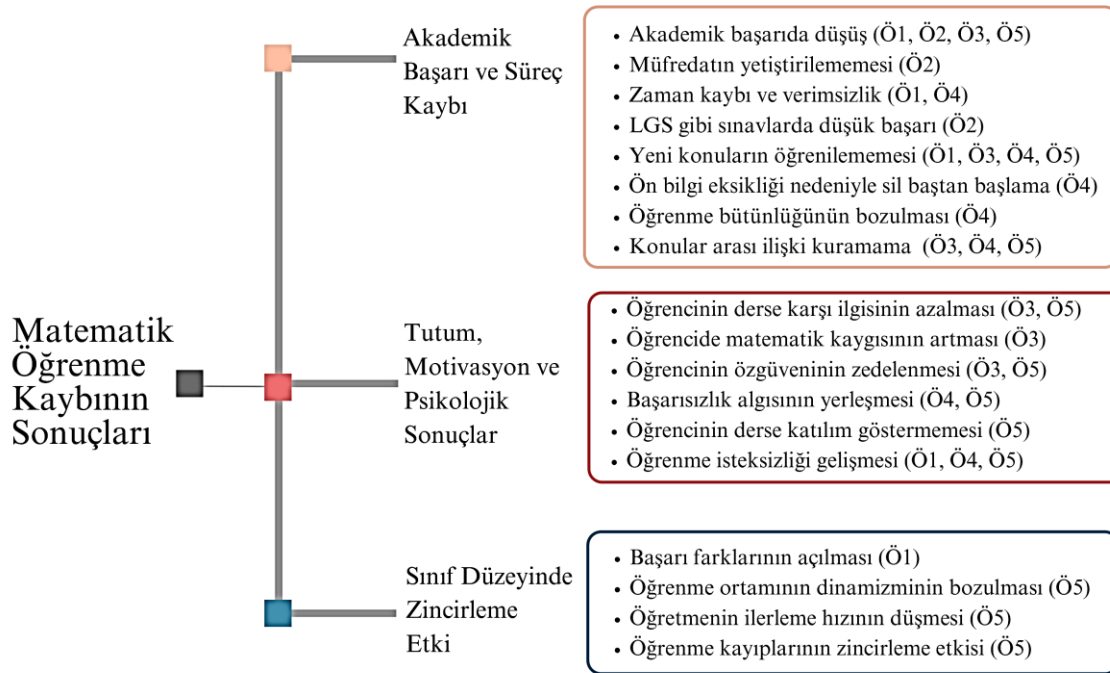 Matematik
Öğrenme
Kaybının
Sonuçları
Akademik
Başarı ve Süreç
Kaybı
• Akademik başarıda düşüş (Ö1, Ö2, Ö3, Ö5)
• Müfredatın yetiştirilememesi (Ö2)
• Zaman kaybı ve verimsizlik (Ö1, Ö4)
• LGS gibi sınavlarda düşük başarı (Ö2)
• Yeni konuların öğrenilememesi (Ö1, Ö3, Ö4, Ö5)
• Ön bilgi eksikliği nedeniyle sil baştan başlama (Ö4)
• Öğrenme bütünlüğünün bozulması (Ö4)
• Konular arası ilişki kuramama (Ö3, Ö4, Ö5)
Tutum,
Motivasyon ve
Psikolojik
Sonuçlar
• Öğrencinin derse karşı ilgisinin azalması (Ö3, Ö5)
• Öğrencide matematik kaygısının artması (Ö3)
• Öğrencinin özgüveninin zedelenmesi (Ö3, Ö5)
• Başarısızlık algısının yerleşmesi (Ö4, Ö5)
• Öğrencinin derse katılım göstermemesi (Ö5)
• Öğrenme isteksizliği gelişmesi (Ö1, Ö4, Ö5)
Sınıf Düzeyinde
Zincirleme
Etki
• Başarı farklarının açılması (Ö1)
• Öğrenme ortamının dinamizminin bozulması (Ö5)
• Öğretmenin ilerleme hızının düşmesi (Ö5)
• Öğrenme kayıplarının zincirleme etkisi (Ö5)